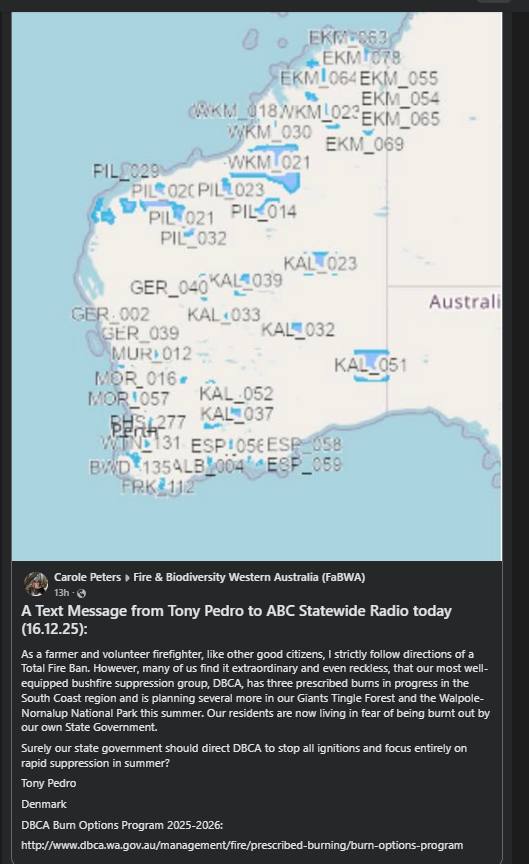 EKM_063
EKM_078
EKM_064 EKM_055
EKM_054
WKM_018 WKM_023
EKM_065
WKM_030
EKM_069
WKM_021
PIL_029
PIL_020 PIL_023
PIL_021 PIL_014
PIL_032
KAL_023
GER_040 KAL_039
GER_002 KAL_033
GER_039 KAL_032
MUR_012
KAL_051
MOR_016
MOR_057 KAL_052
KAL_037
PHS_277
Perth
WTN_131 ESP_056 ESP_058
BWD_135 ALB_004 ESP_059
FRK_112
Australi
Carole Peters Fire & Biodiversity Western Australia (FaBWA)
13h ·
A Text Message from Tony Pedro to ABC Statewide Radio today
(16.12.25):
As a farmer and volunteer firefighter, like other good citizens, I strictly follow directions of a
Total Fire Ban. However, many of us find it extraordinary and even reckless, that our most well-
equipped bushfire suppression group, DBCA, has three prescribed burns in progress in the
South Coast region and is planning several more in our Giants Tingle Forest and the Walpole-
Nornalup National Park this summer. Our residents are now living in fear of being burnt out by
our own State Government.
Surely our state government should direct DBCA to stop all ignitions and focus entirely on
rapid suppression in summer?
Tony Pedro
Denmark
DBCA Burn Options Program 2025-2026:
http://www.dbca.wa.gov.au/management/fire/prescribed-burning/burn-options-program